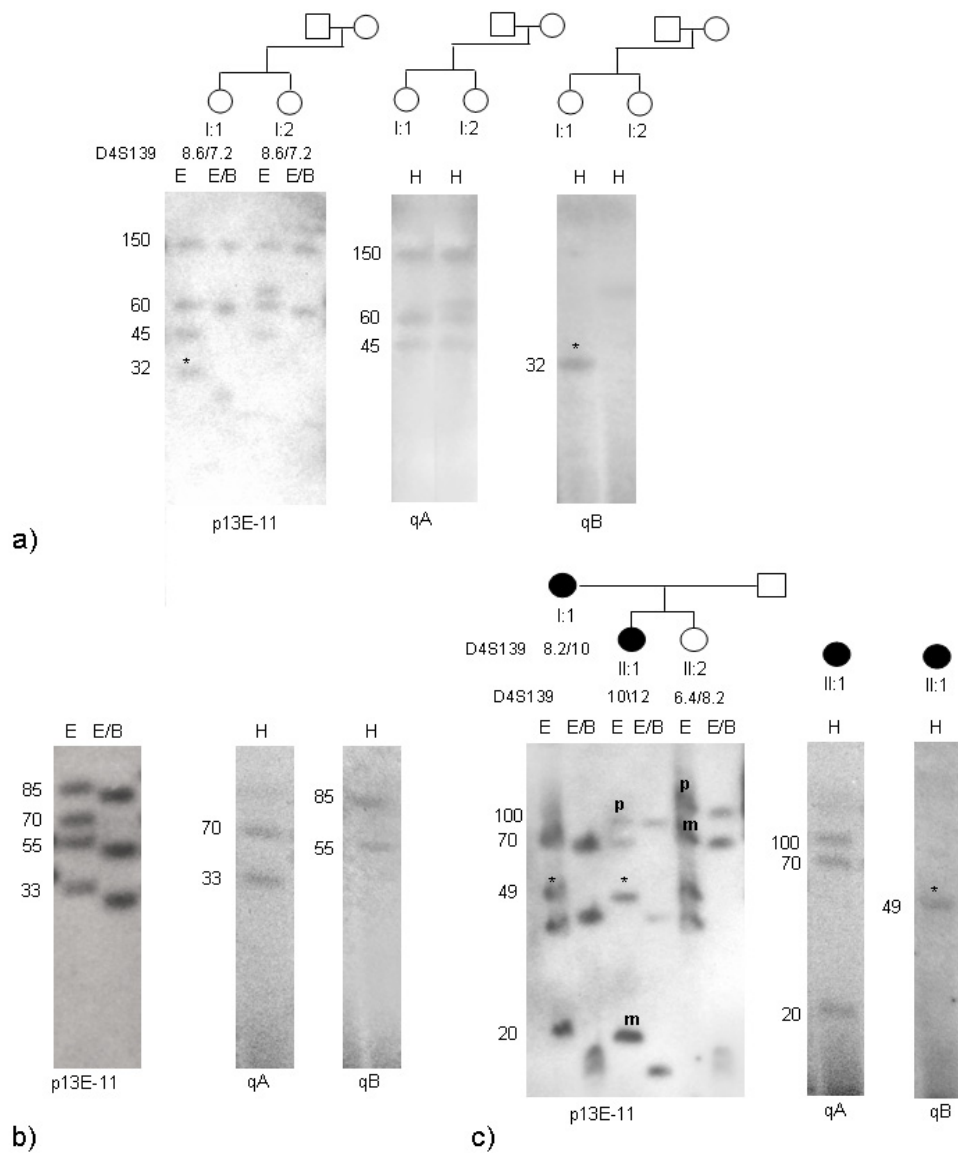 I:1 I:2 I:1 I:2 I:1 I:2
D4S139 8.6/7.2 8.6/7.2
E E/B E E/B H H H H
150 150
60 60
45 45
* *
32 32
p13E-11 qA qB
a)
I:1
D4S139 8.2/10
II:1 II:2 II:1 II:1
D4S139 10\12 6.4/8.2
E E/B H H E E/B E E/B E E/B H H
85 85 p p
100 100
70 70 70 m 70
55 55
33 33 49 * * 49 *
20 m 20
p13E-11 qA qB p13E-11 qA qB
b) c)